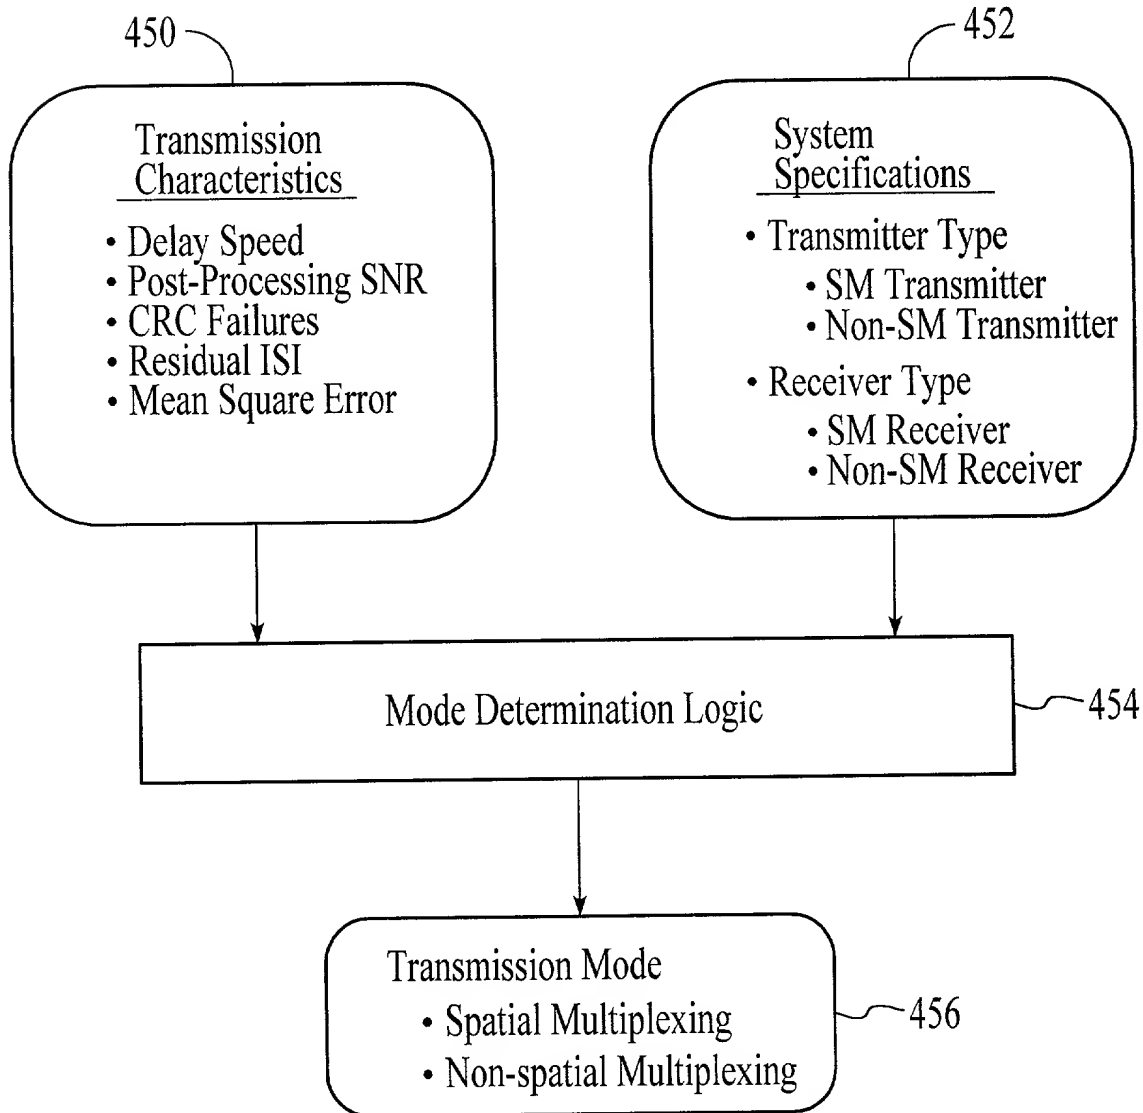 450
Transmission
Characteristics
• Delay Speed
• Post-Processing SNR
• CRC Failures
• Residual ISI
• Mean Square Error
452
System
Specifications
• Transmitter Type
• SM Transmitter
• Non-SM Transmitter
• Receiver Type
• SM Receiver
• Non-SM Receiver
Mode Determination Logic
454
Transmission Mode
• Spatial Multiplexing
• Non-spatial Multiplexing
456